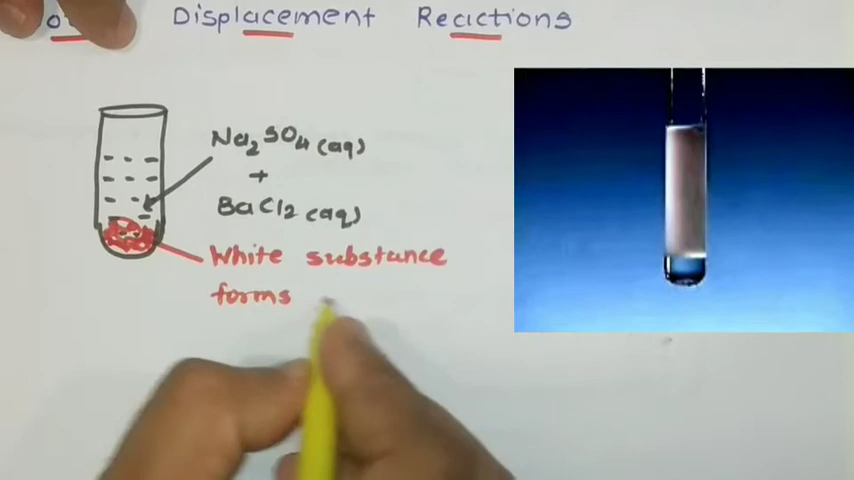 Displacement Reactions
Na2SO4 (aq)
+
BaCl2 (aq)
White substance
forms